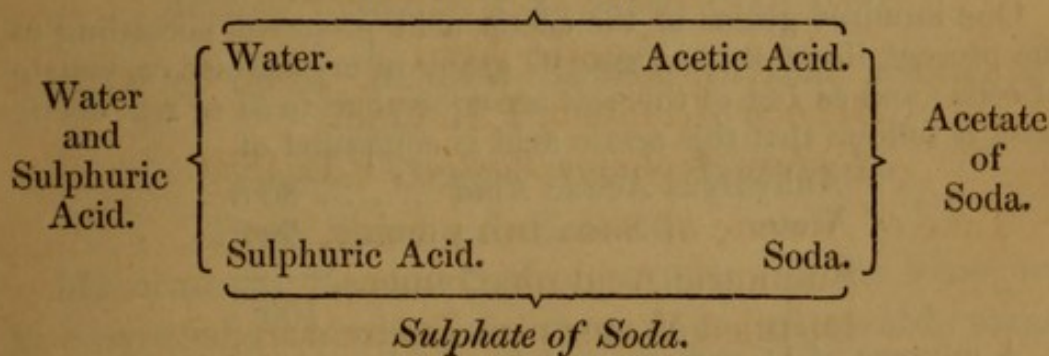 Water. Acetic Acid.
Water
and
Sulphuric
Acid.
Acetate
of
Soda.
Sulphuric Acid. Soda.
Sulphate of Soda.